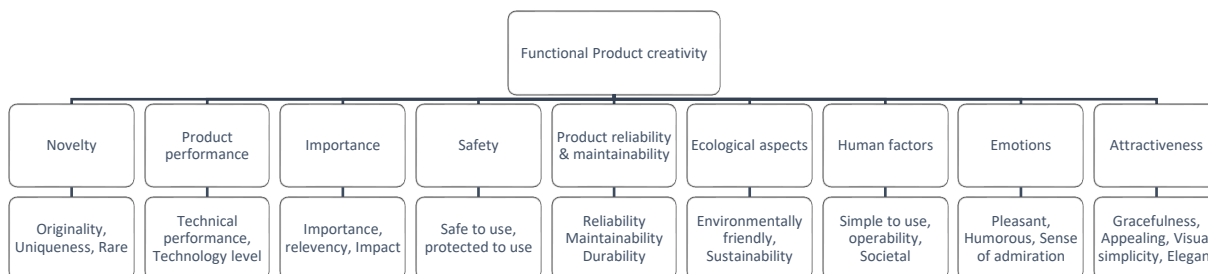 Functional Product creativity
Novelty
Product
performance
Importance
Safety
Product reliability
& maintainability
Ecological aspects
Human factors
Emotions
Attractiveness
Originality,
Uniqueness, Rare
Technical
performance,
Technology level
Importance,
relevency, Impact
Safe to use,
protected to use
Reliability
Maintainability
Durability
Environmentally
friendly,
Sustainability
Simple to use,
operability,
Societal
Pleasant,
Humorous, Sense
of admiration
Gracefulness,
Appealing, Visual
simplicity, Elegant